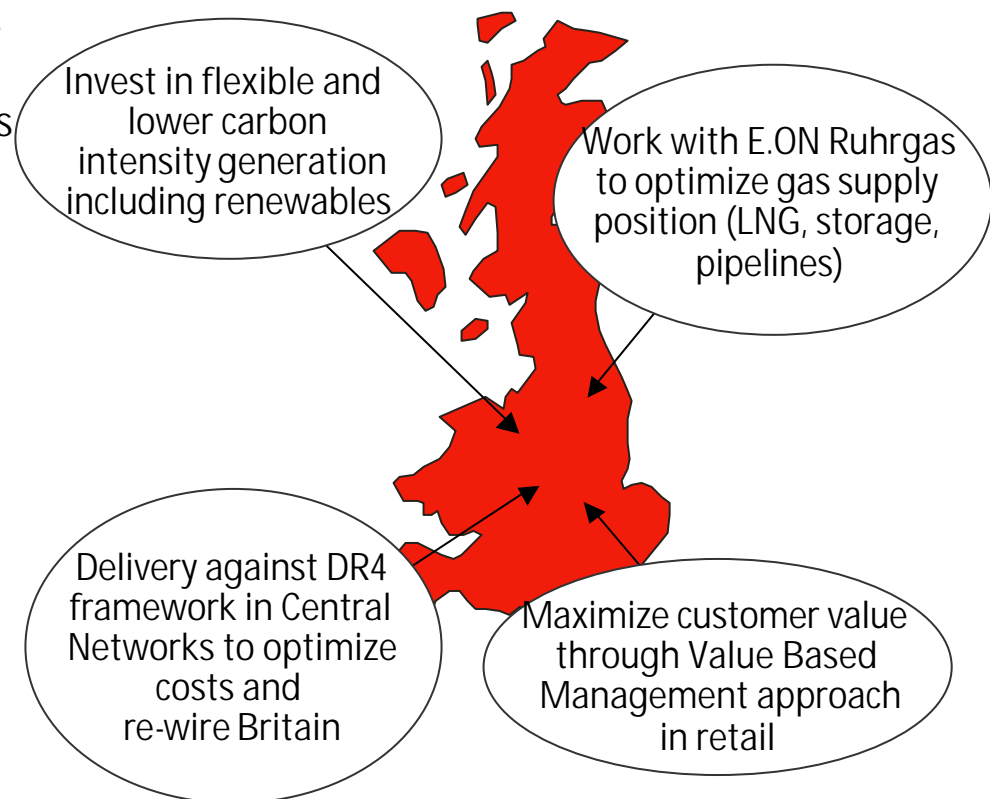 Invest in flexible and
lower carbon
intensity generation
including renewables
s
Work with E.ON Ruhrgas
to optimize gas supply
position (LNG, storage,
pipelines)
Delivery against DR4
framework in Central
Networks to optimize
costs and
re-wire Britain
Maximize customer value
through Value Based
Management approach
in retail